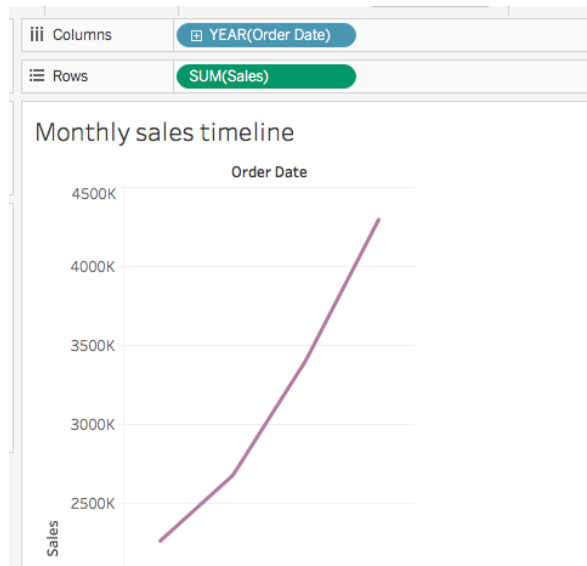 Columns
YEAR(Order Date)
Rows
SUM(Sales)
Monthly sales timeline
Order Date
4500K
4000K
3500K
3000K
2500K
Sales